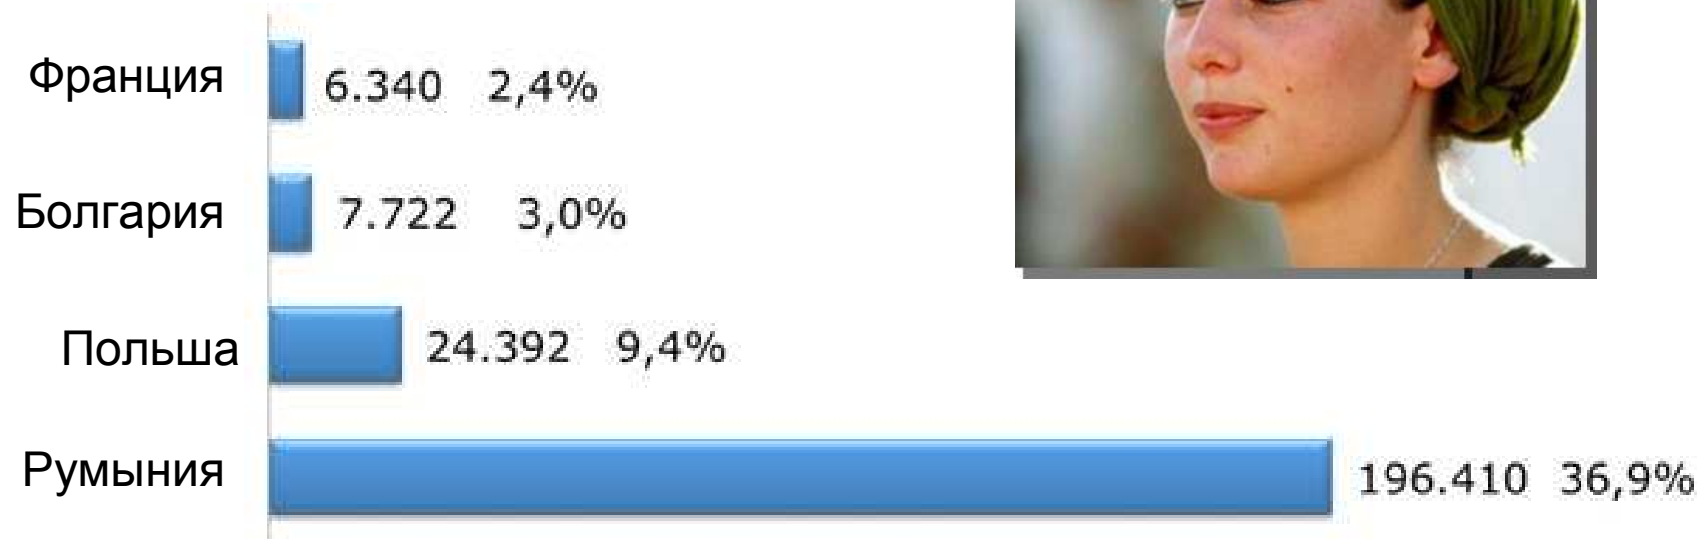 Франция 6.340 2,4%
Болгария 7.722 3,0%
Польша 24.392 9,4%
Румыния 196.410 36,9%